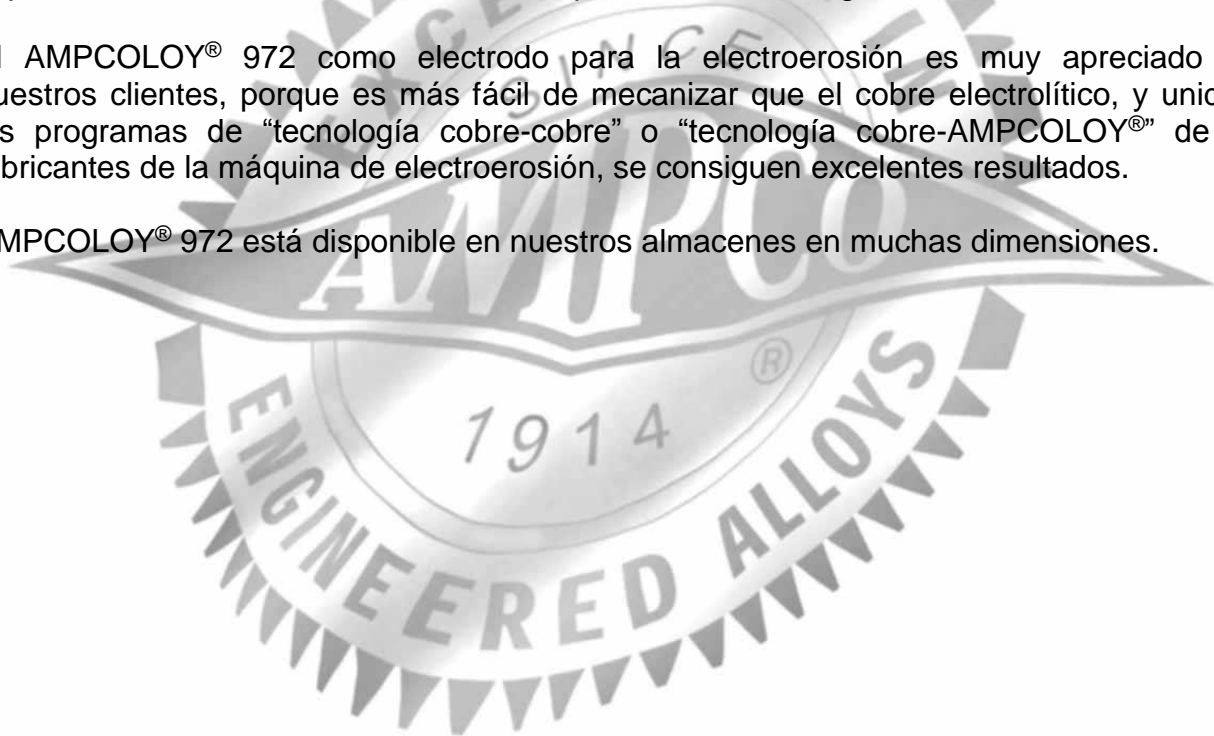 AMPCOLOY® 972 como electrodo para la electroerosión es muy apreciado
uestros clientes, porque es más fácil de mecanizar que el cobre electrolítico, y unic
s programas de “tecnología cobre-cobre” o “tecnología cobre-AMPCOLOY®” de
bricantes de la máquina de electroerosión, se consiguen excelentes resultados.
MPCOLOY® 972 está disponible en nuestros almacenes en muchas dimensiones.
SINCE
AMPCO
®
1914
ENGINEERED ALLOYS